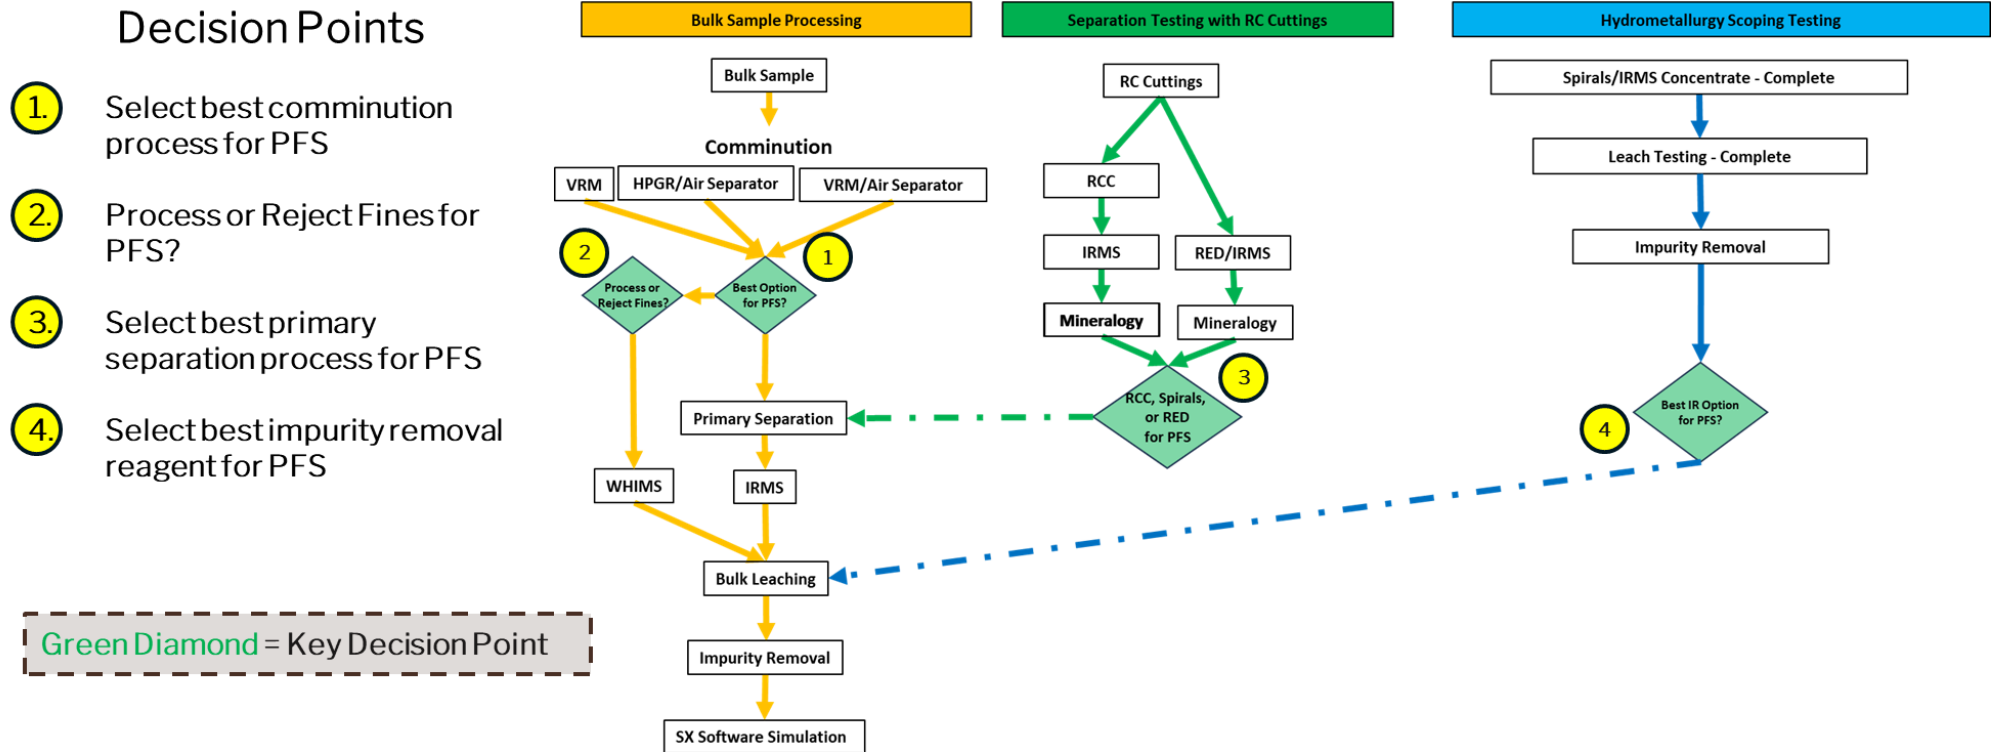 Decision Points
1.
Select best comminution
process for PFS
2.
Process or Reject Fines for
PFS?
3.
Select best primary
separation process for PFS
4.
Select best impurity removal
reagent for PFS
Green Diamond = Key Decision Point
Bulk Sample Processing
Bulk Sample
Comminution
VRM
HPGR/Air Separator
VRM/Air Separator
2
1
Process or
Reject Fines?
Best Option
for PFS?
Primary Separation
WHIMS
IRMS
Bulk Leaching
Impurity Removal
SX Software Simulation
Separation Testing with RC Cuttings
RC Cuttings
RCC
IRMS
RED/IRMS
Mineralogy
Mineralogy
3
RCC, Spirals,
or RED
for PFS
Hydrometallurgy Scoping Testing
Spirals/IRMS Concentrate - Complete
Leach Testing - Complete
Impurity Removal
Best IR Option
for PFS?
4